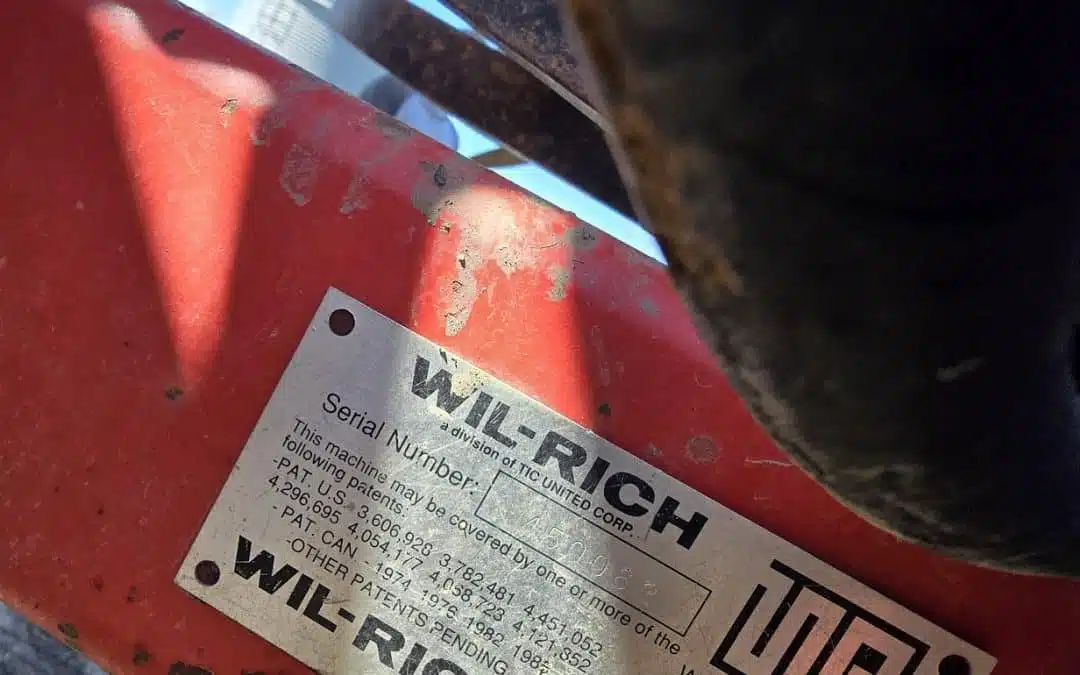 WIL-RICH
a division of TIC UNITED CORP.
Serial Number:
This machine may be covered by one or more of the
following patents:
-PAT. U.S. 3,606,928 3,782,481 4,451,052
4,296,695 4,054,177 4,058,723 4,121,852
-PAT. CAN - 1974 - 1976 1982
-OTHER PATENTS PENDING
WIL-RIC